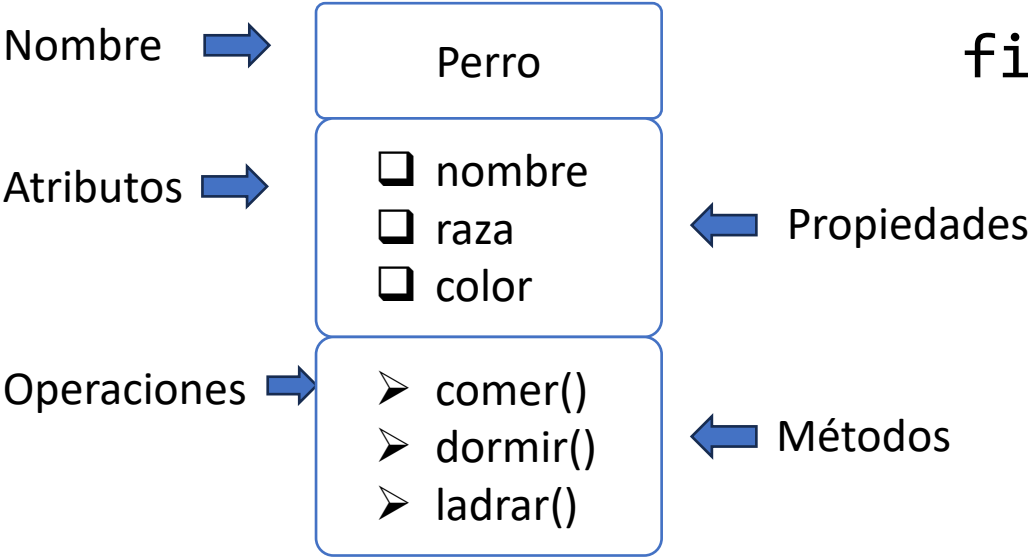 Nombre
Perro
fi
Atributos
nombre
raza
color
Propiedades
Operaciones
comer()
dormir()
ladrar()
Métodos